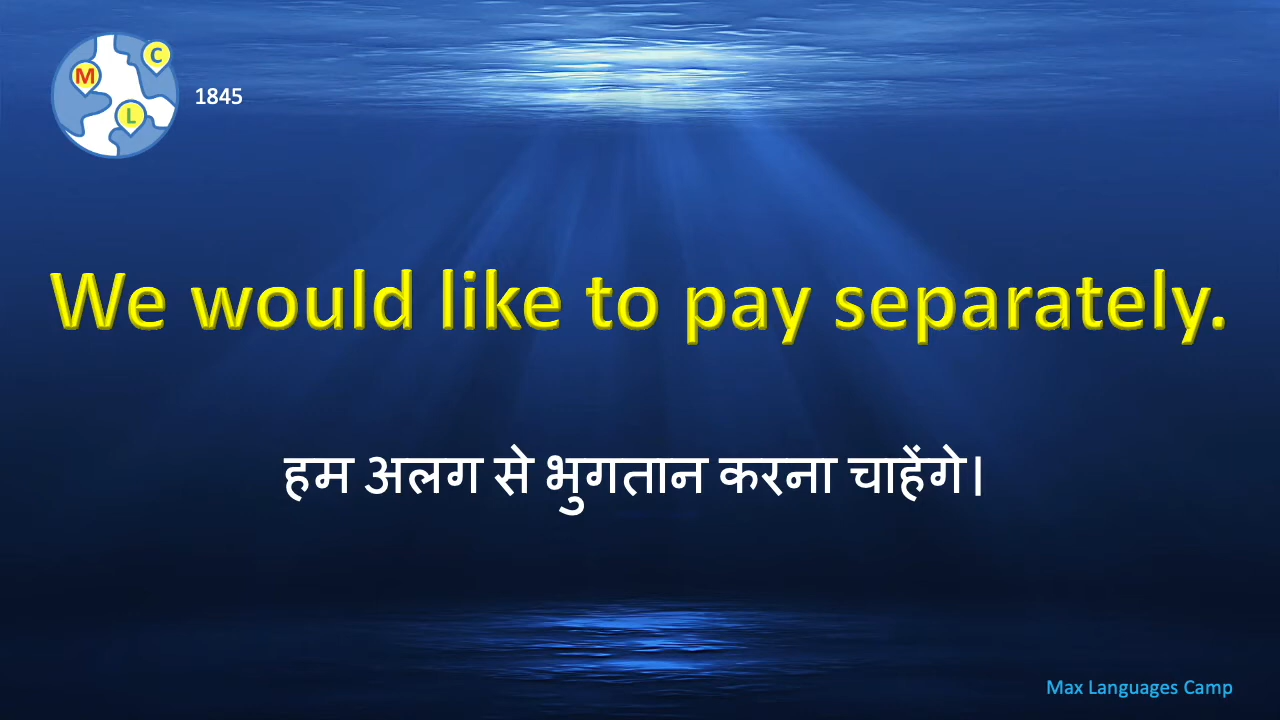 M
C
L
1845
We would like to pay separately.
हम अलग से भुगतान करना चाहेंगे।
Max Languages Camp